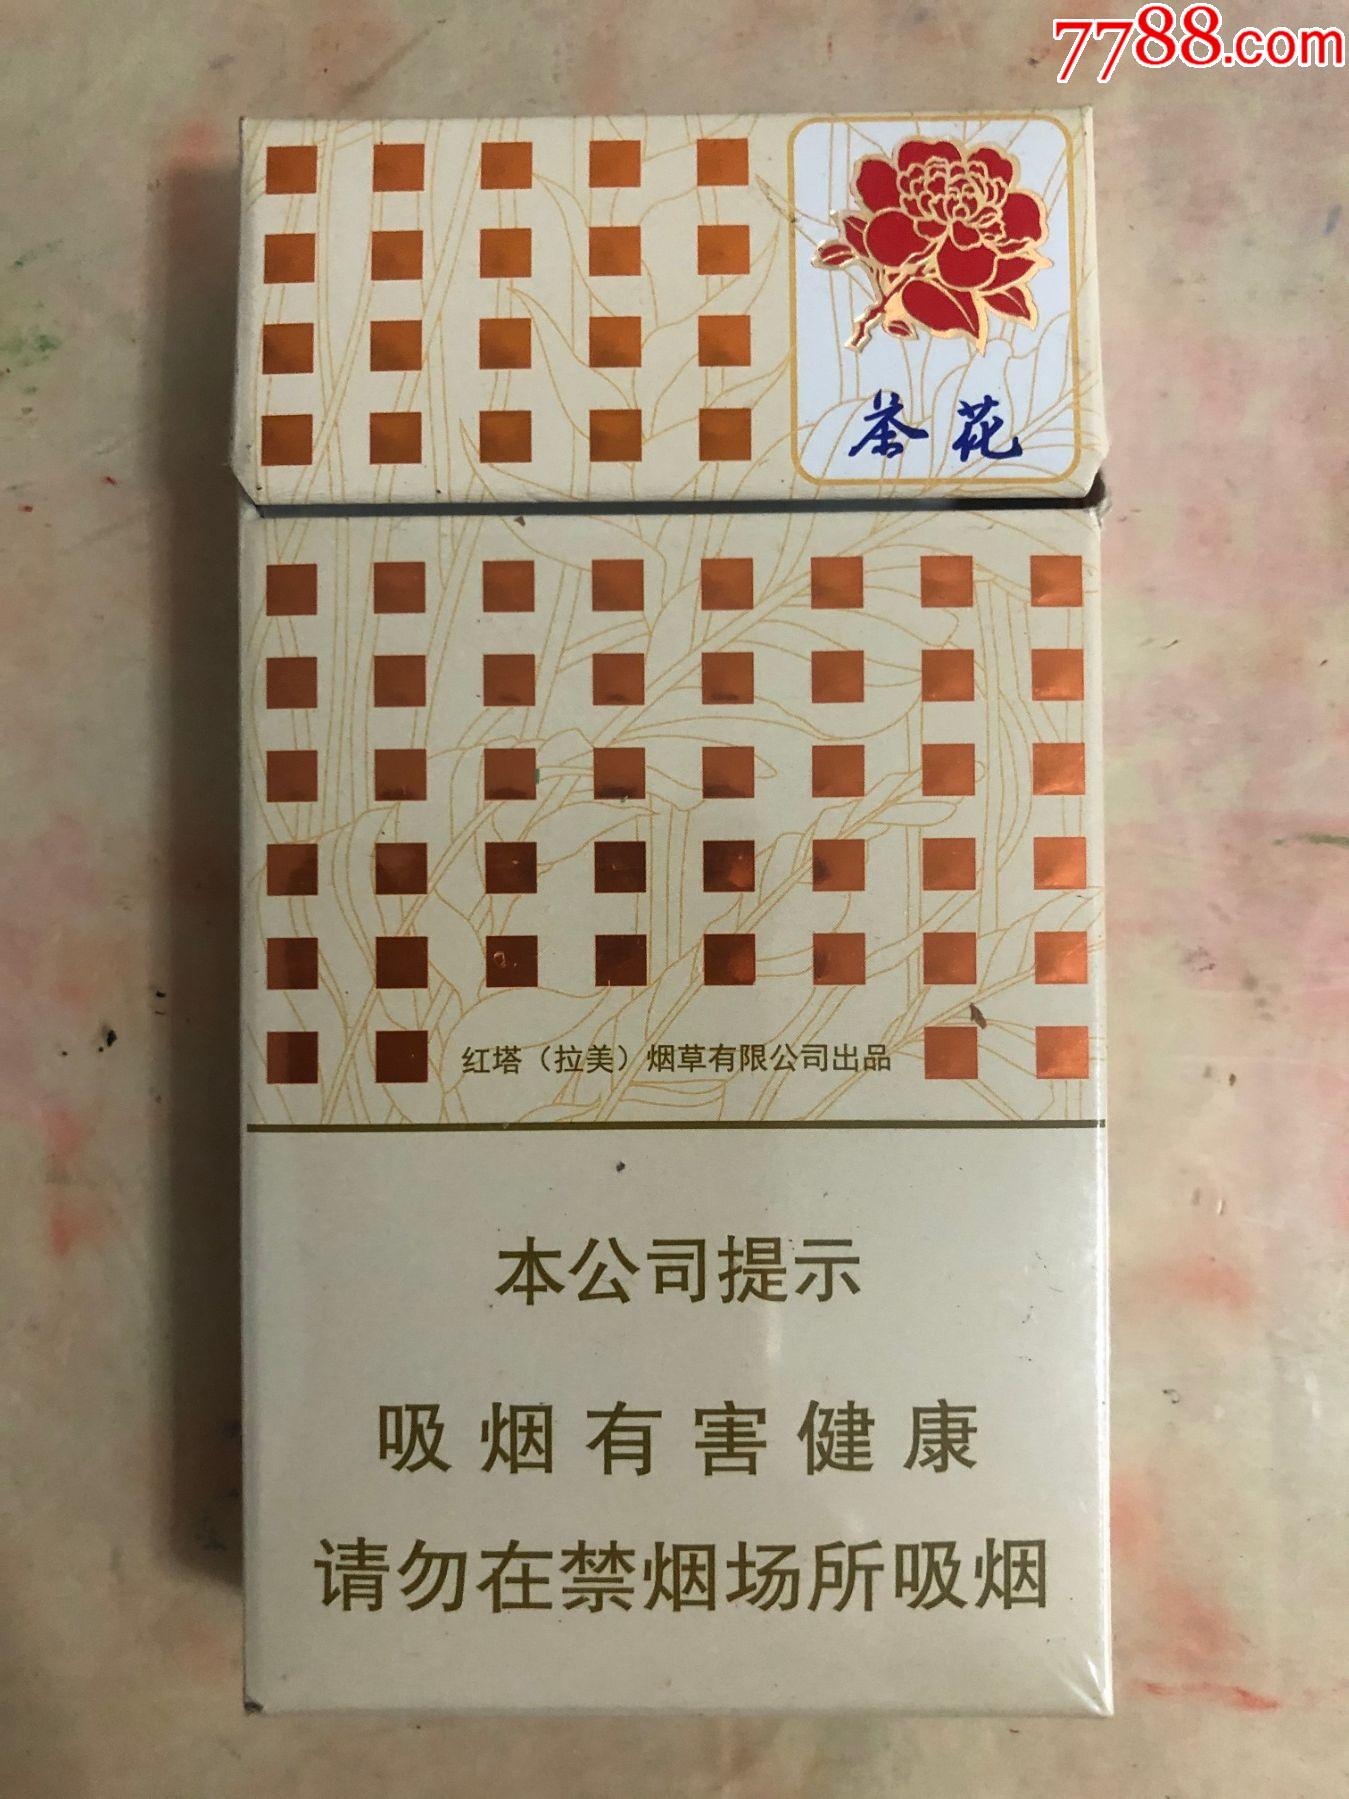 7788.com
茶花
红塔（拉美）烟草有限公司出品
本公司提示
吸烟有害健康
请勿在禁烟场所吸烟